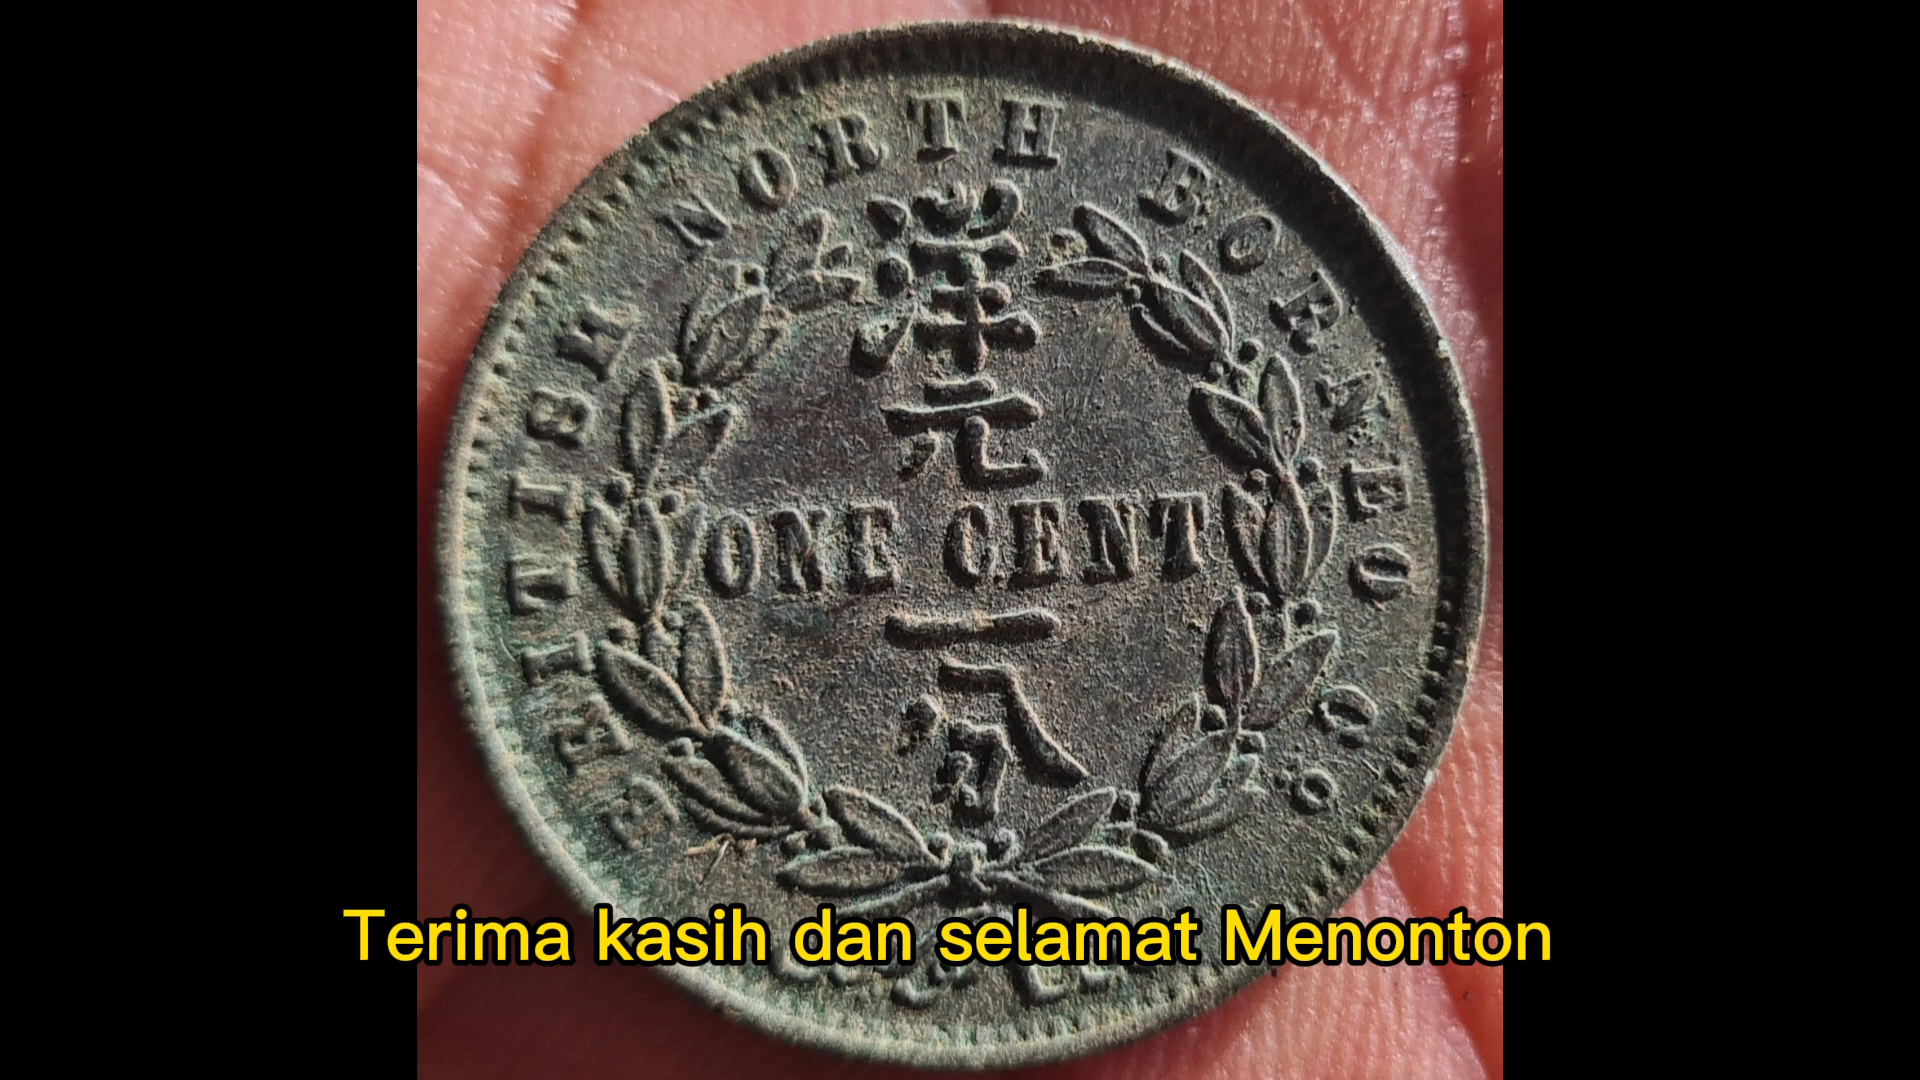 BRITISH NORTH BORNEO Co.
洋
元
ONE CENT
一
分
Terima kasih dan selamat Menonton